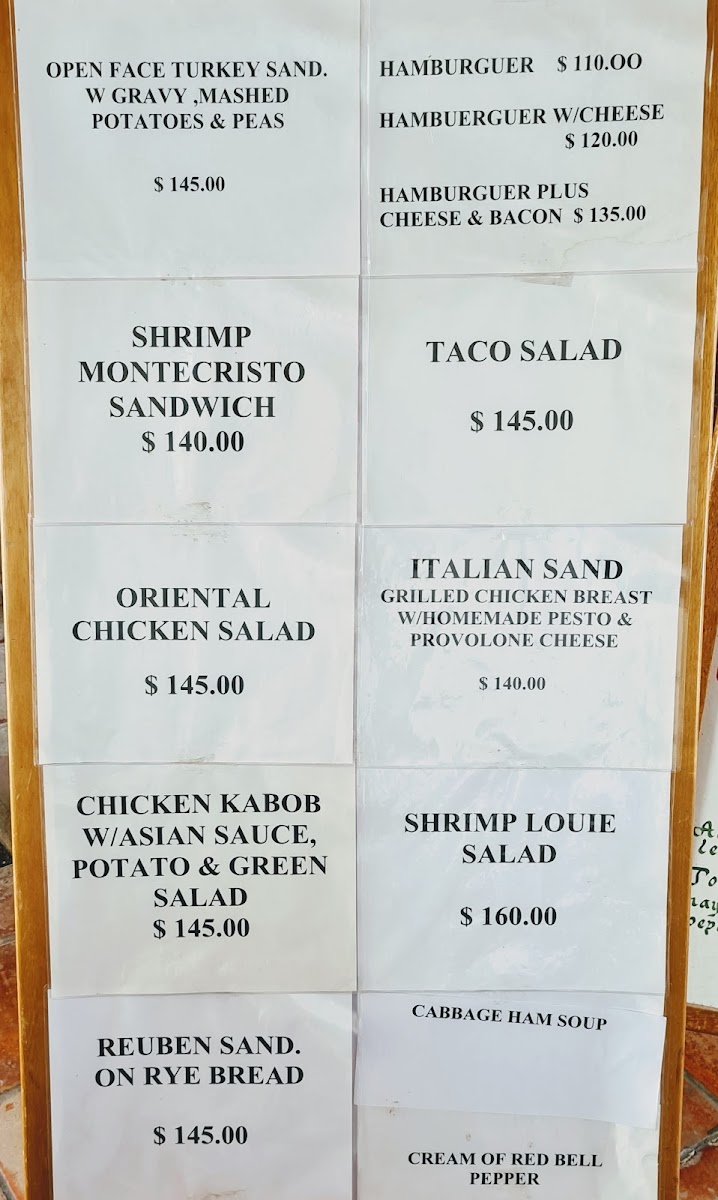 OPEN FACE TURKEY SAND.
W GRAVY ,MASHED
POTATOES & PEAS
$ 145.00
HAMBURGUER $ 110.OO
HAMBUERGUER W/CHEESE
$ 120.00
HAMBURGUER PLUS
CHEESE & BACON $ 135.00
SHRIMP
MONTECRISTO
SANDWICH
$ 140.00
TACO SALAD
$ 145.00
ORIENTAL
CHICKEN SALAD
$ 145.00
ITALIAN SAND
GRILLED CHICKEN BREAST
W/HOMEMADE PESTO &
PROVOLONE CHEESE
$ 140.00
CHICKEN KABOB
W/ASIAN SAUCE,
POTATO & GREEN
SALAD
$ 145.00
SHRIMP LOUIE
SALAD
$ 160.00
REUBEN SAND.
ON RYE BREAD
$ 145.00
CABBAGE HAM SOUP
CREAM OF RED BELL
PEPPER